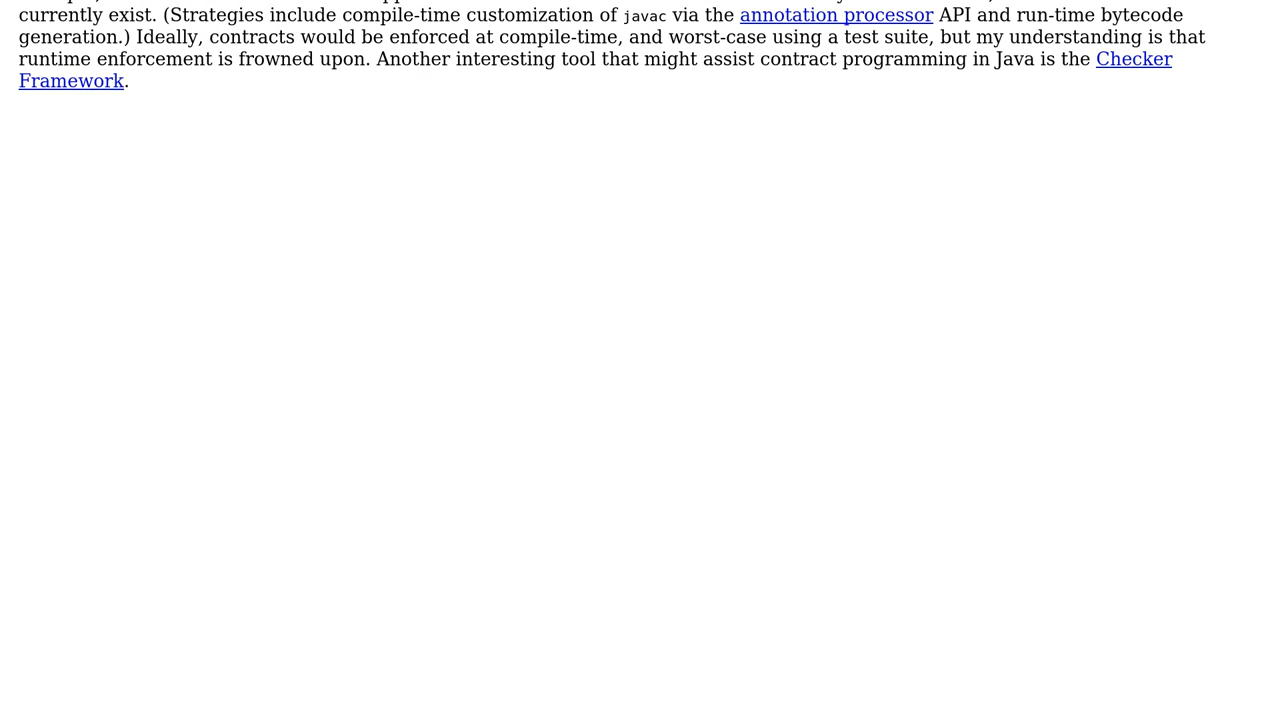 currently exist. (Strategies include compile-time customization of javac via the annotation processor API and run-time bytecode
generation.) Ideally, contracts would be enforced at compile-time, and worst-case using a test suite, but my understanding is that
runtime enforcement is frowned upon. Another interesting tool that might assist contract programming in Java is the Checker
Framework.